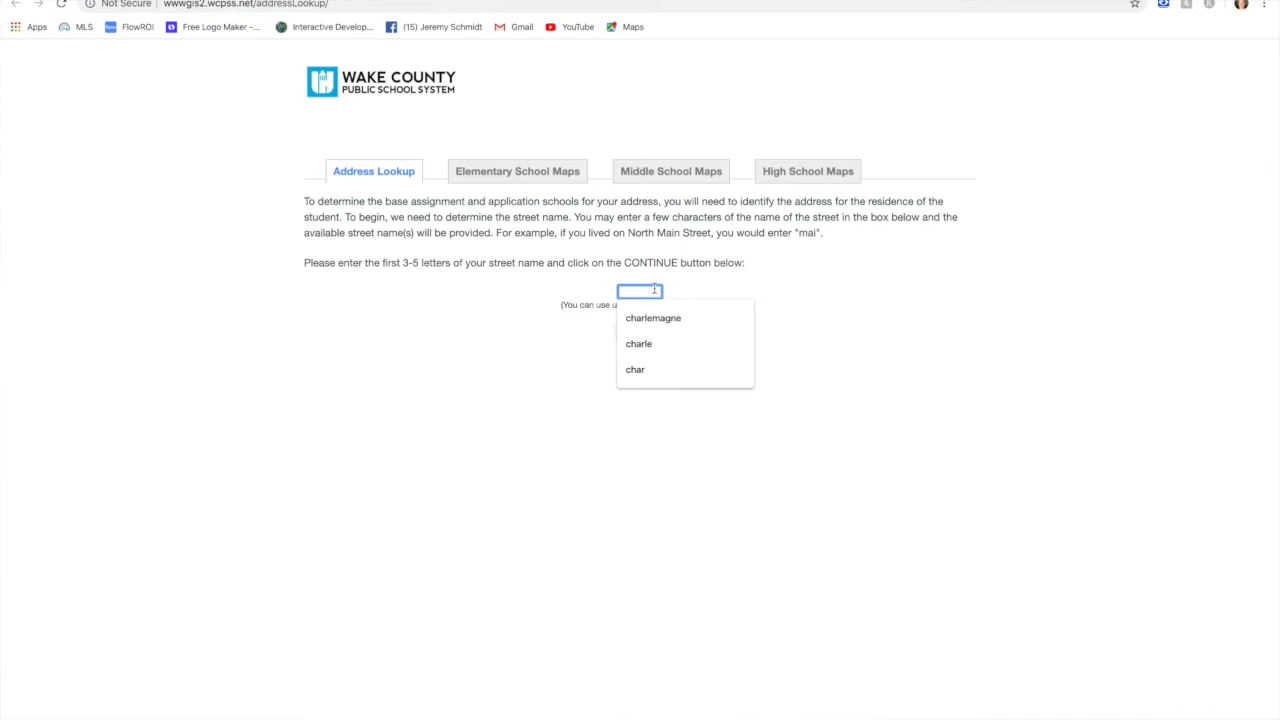 Not Secure | wwwgis2.wcpss.net/addressLookup/
Apps MLS FlowROI Free Logo Maker -... Interactive Develop... (15) Jeremy Schmidt Gmail YouTube Maps
WAKE COUNTY
PUBLIC SCHOOL SYSTEM
Address Lookup Elementary School Maps Middle School Maps High School Maps
To determine the base assignment and application schools for your address, you will need to identify the address for the residence of the
student. To begin, we need to determine the street name. You may enter a few characters of the name of the street in the box below and the
available street name(s) will be provided. For example, if you lived on North Main Street, you would enter "mai".
Please enter the first 3-5 letters of your street name and click on the CONTINUE button below:
(You can use u
charlemagne
charle
char